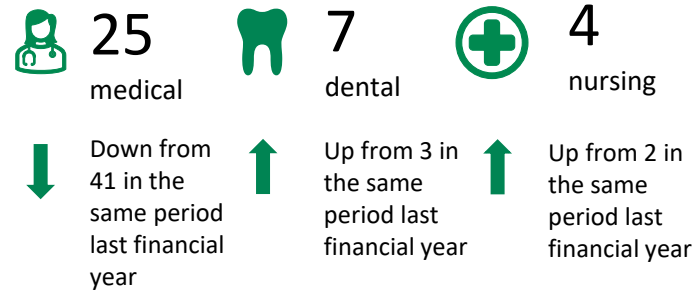 25
medical
Down from
41 in the
same period
last financial
year
7
dental
Up from 3 in
the same
period last
financial year
4
nursing
Up from 2 in
the same
period last
financial year